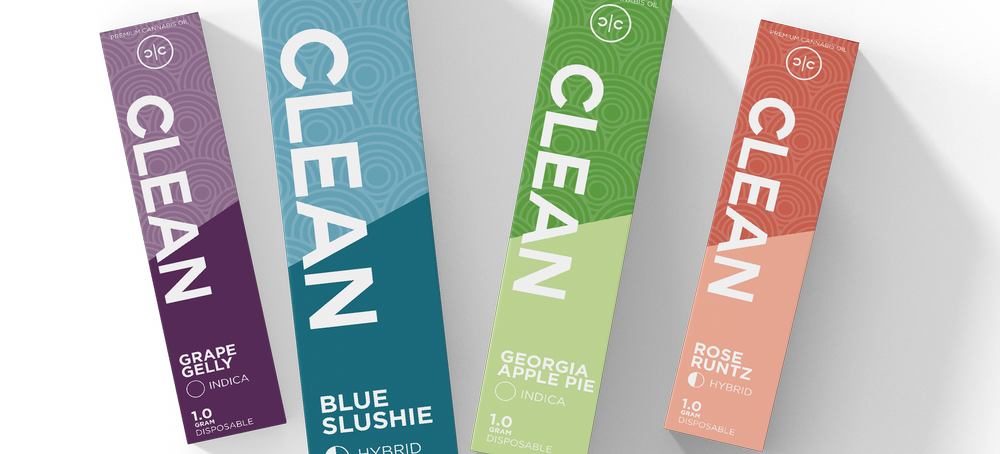 PREMIUM CANNABIS OIL
C|C
CLEAN
GRAPE
GELLY
INDICA
1.0
GRAM
DISPOSABLE
CLEAN
BLUE
SLUSHIE
HYBRID
C|C
CLEAN
GEORGIA
APPLE PIE
INDICA
1.0
GRAM
DISPOSABLE
PREMIUM CANNABIS OIL
C|C
CLEAN
ROSE
RUNTZ
HYBRID
1.0
GRAM
DISPOSABLE